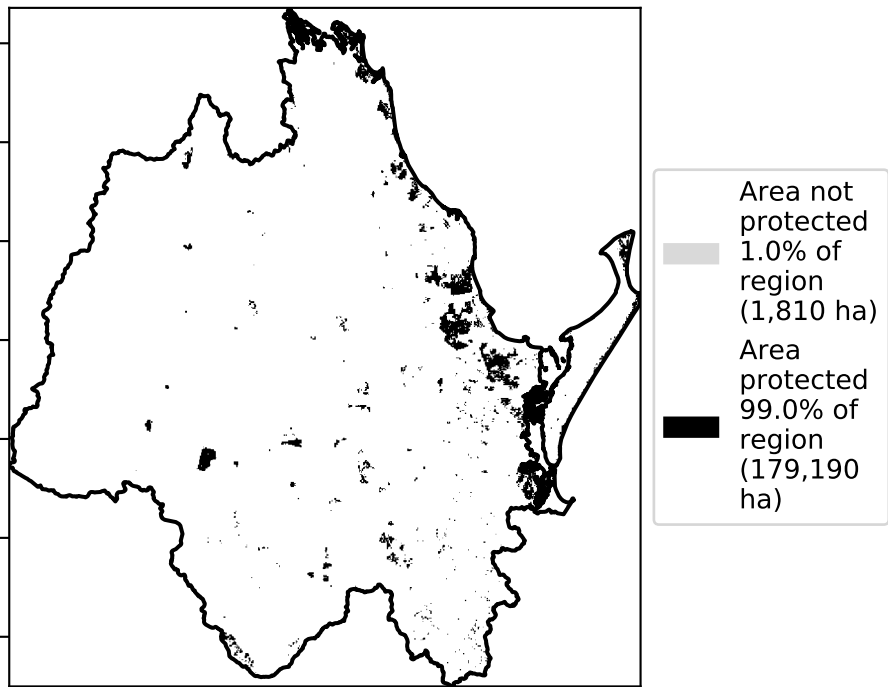 Area not
protected
1.0% of
region
(1,810 ha)
Area
protected
99.0% of
region
(179,190
ha)